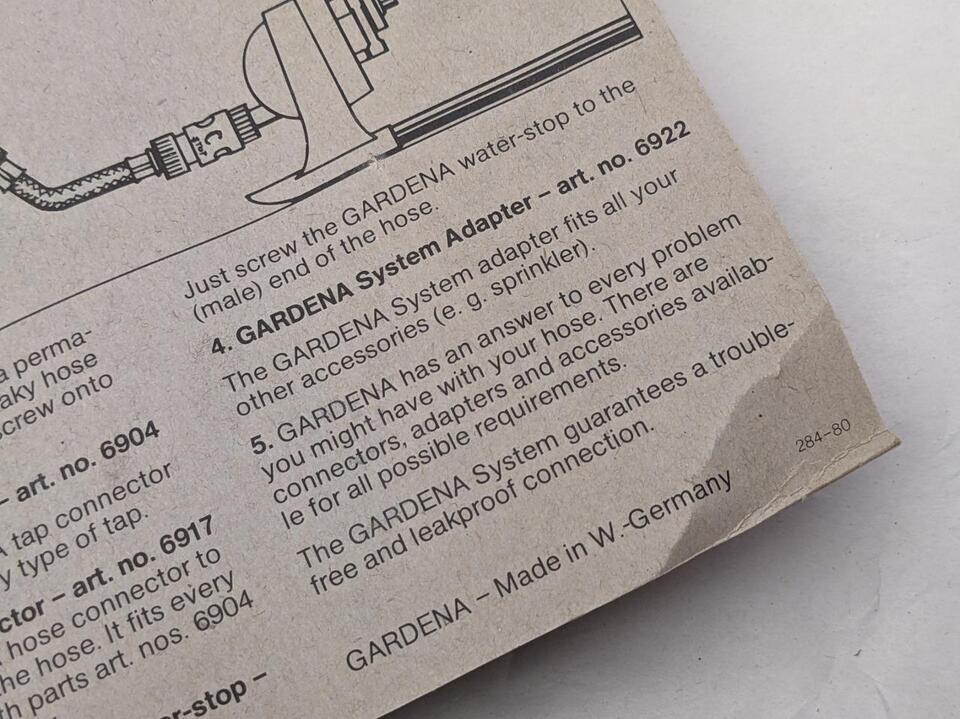 STOP
Just screw the GARDENA water-stop to the
(male) end of the hose.
4. GARDENA System Adapter – art. no. 6922
The GARDENA System adapter fits all your
other accessories (e. g. sprinkler).
5. GARDENA has an answer to every problem
you might have with your hose. There are
connectors, adapters and accessories availab-
le for all possible requirements.
The GARDENA System guarantees a trouble-
free and leakproof connection.
GARDENA – Made in W.-Germany
284–80
a perma-
aky hose
screw onto
– art. no. 6904
A tap connector
y type of tap.
ctor – art. no. 6917
hose connector to
he hose. It fits every
th parts art. nos. 6904
er-stop –